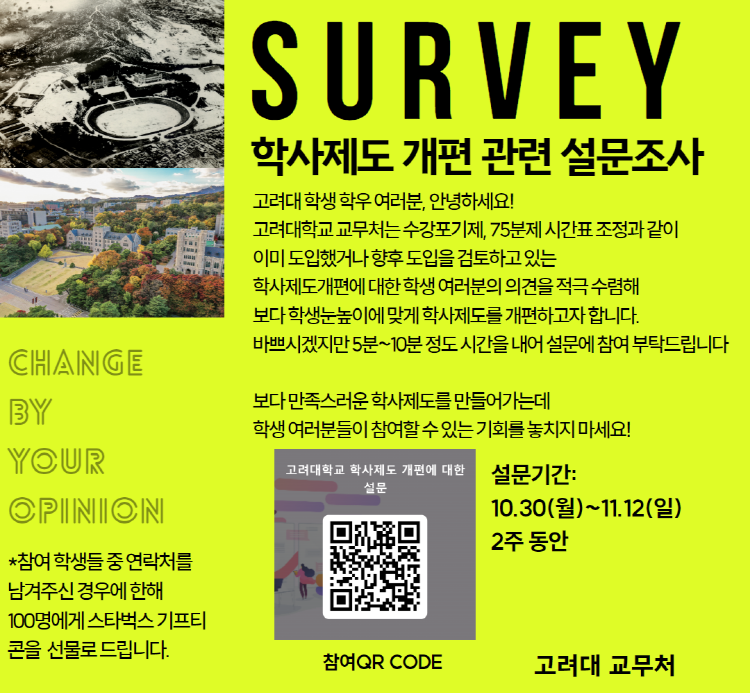 SURVEY
학사제도 개편 관련 설문조사
고려대 학생 학우 여러분, 안녕하세요!
고려대학교 교무처는 수강포기제, 75분제 시간표 조정과 같이
이미 도입했거나 향후 도입을 검토하고 있는
학사제도개편에 대한 학생 여러분의 의견을 적극 수렴해
보다 학생눈높이에 맞게 학사제도를 개편하고자 합니다.
바쁘시겠지만 5분~10분 정도 시간을 내어 설문에 참여 부탁드립니다
보다 만족스러운 학사제도를 만들어가는데
학생 여러분들이 참여할 수 있는 기회를 놓치지 마세요!
CHANGE
BY
YOUR
OPINION
*참여 학생들 중 연락처를
남겨주신 경우에 한해
100명에게 스타벅스 기프티
콘을 선물로 드립니다.
고려대학교 학사제도 개편에 대한
설문
참여QR CODE
설문기간:
10.30(월)~11.12(일)
2주 동안
고려대 교무처